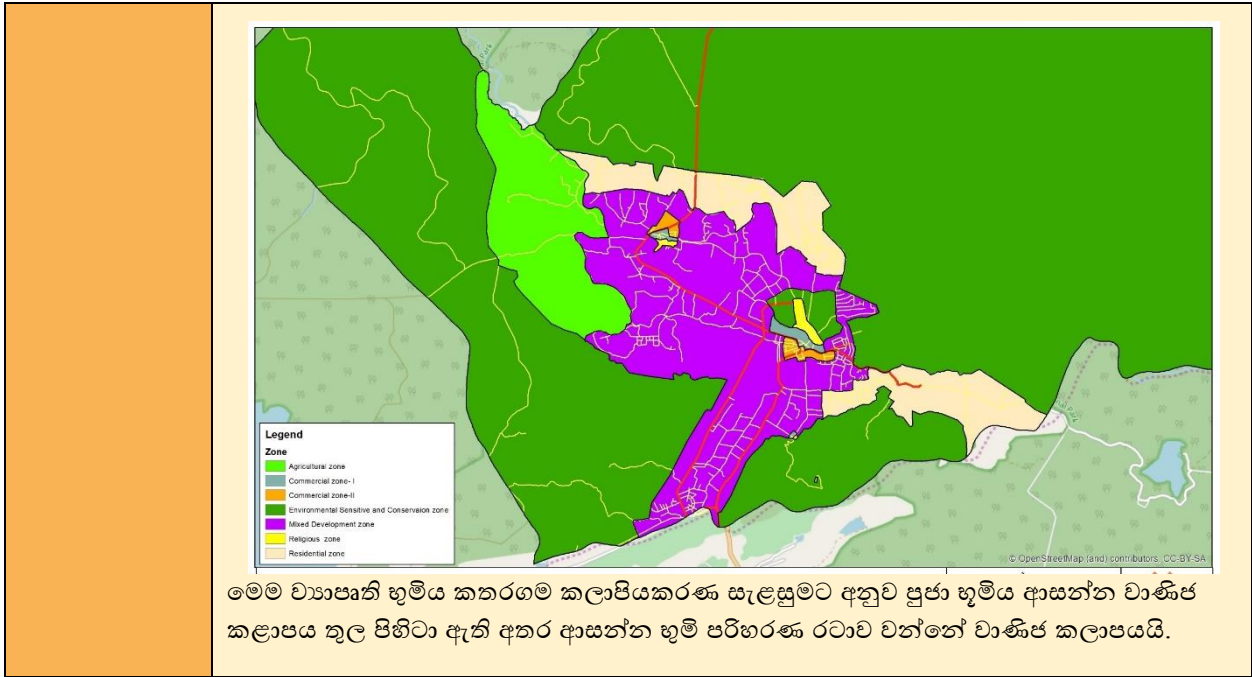 Park
Legend
Zone
Agricultural zone
Commercial zone- I
Commercial zone-II
Environmental Sensitive and Conservaion zone
Mixed Development zone
Religious zone
Residential zone
© OpenStreetMap (and) contributors, CC-BY-SA
මෙම ව්‍යාපෘති භුමිය කතරගම කලාපියකරණ සැළසුමට අනුව පුජා භූමිය ආසන්න වාණිජ
කළාපය තුල පිහිටා ඇති අතර ආසන්න භුමි පරිහරණ රටාව වන්නේ වාණිජ කලාපයයි.